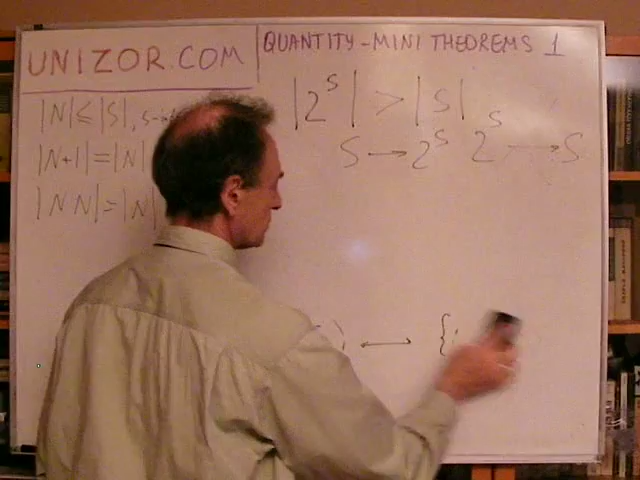 UNIZOR.COM
QUANTITY-MINI THEOREMS 1
|N| ≤ |S|,
|N+1| = |N|
|N N| = |N|
|2^S| > |S|
S → 2^S 2^S → S
) ↔ {